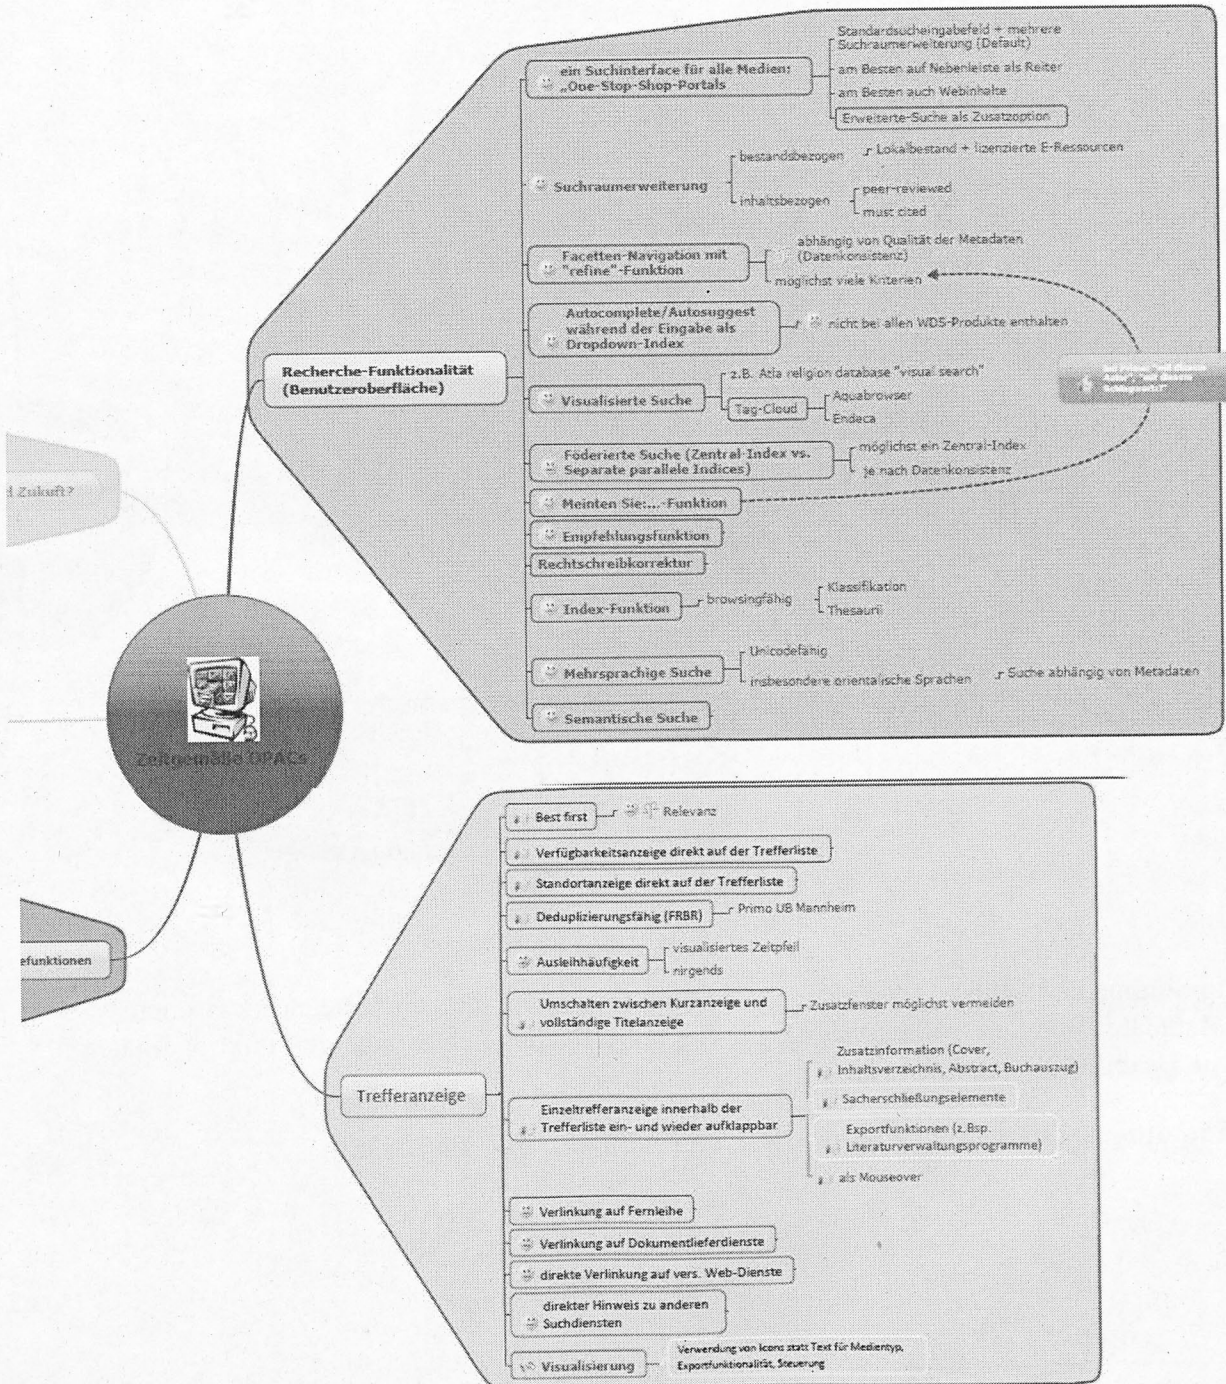 Standardsucheingabefeld + mehrere
Suchraumerweiterung (Default)
ein Suchinterface für alle Medien:
„One-Stop-Shop-Portals
am Besten auf Nebenleiste als Reiter
am Besten auch Webinhalte
Erweiterte-Suche als Zusatzoption
Suchraumerweiterung
bestandsbezogen
Lokalbestand + lizenzierte E-Ressourcen
inhaltsbezogen
peer-reviewed
must cited
Facetten-Navigation mit
"refine"-Funktion
abhängig von Qualität der Metadaten
(Datenkonsistenz)
möglichst viele Kriterien
Autocomplete/Autosuggest
während der Eingabe als
Dropdown-Index
nicht bei allen WDS-Produkte enthalten
Recherche-Funktionalität
(Benutzeroberfläche)
Visualisierte Suche
z.B. Atla religion database "visual search"
Tag-Cloud
Aquabrowser
Endeca
Föderierte Suche (Zentral-Index vs.
Separate parallele Indices)
möglichst ein Zentral-Index
je nach Datenkonsistenz
Meinten Sie:...-Funktion
Empfehlungsfunktion
Rechtschreibkorrektur
Index-Funktion
browsingfähig
Klassifikation
Thesaurii
Mehrsprachige Suche
Unicodefähig
insbesondere orientalische Sprachen
Suche abhängig von Metadaten
Semantische Suche
d Zukuft?
Zeitgemäße OPACs
efunktionen
Trefferanzeige
Best first
Relevanz
Verfügbarkeitsanzeige direkt auf der Trefferliste
Standortanzeige direkt auf der Trefferliste
Deduplizierungsfähig (FRBR)
Primo UB Mannheim
Ausleihhäufigkeit
visualisiertes Zeitpfeil
nirgends
Umschalten zwischen Kurzanzeige und
vollständige Titelanzeige
Zusatzfenster möglichst vermeiden
Einzeltrefferanzeige innerhalb der
Trefferliste ein- und wieder aufklappbar
Zusatzinformation (Cover,
Inhaltsverzeichnis, Abstract, Buchauszug)
Sacherschließungselemente
Exportfunktionen (z.Bsp.
Literaturverwaltungsprogramme)
als Mouseover
Verlinkung auf Fernleihe
Verlinkung auf Dokumentlieferdienste
direkte Verlinkung auf vers. Web-Dienste
direkter Hinweis zu anderen
Suchdiensten
Visualisierung
Verwendung von Icons statt Text für Medientyp,
Exportfunktionalität, Steuerung